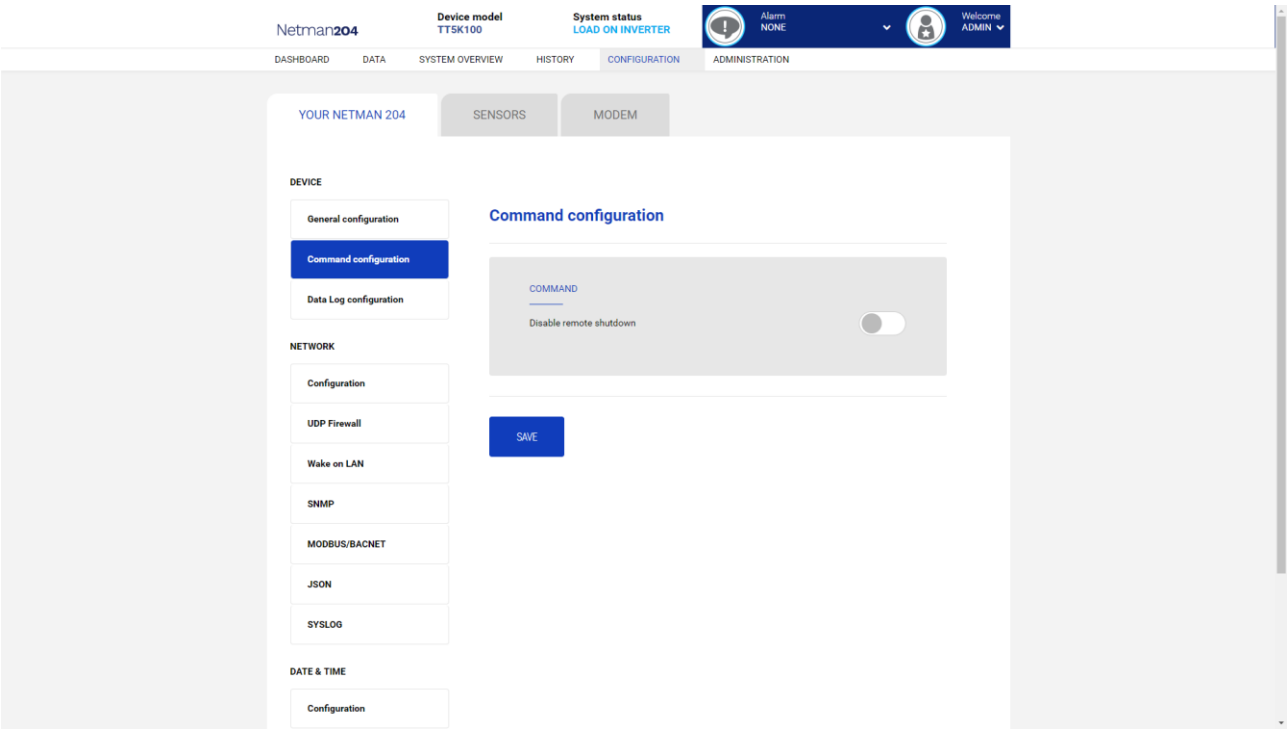 Netman204
Device model
TT5K100
System status
LOAD ON INVERTER
Alarm
NONE
Welcome
ADMIN
DASHBOARD DATA SYSTEM OVERVIEW HISTORY CONFIGURATION ADMINISTRATION
YOUR NETMAN 204 SENSORS MODEM
DEVICE
General configuration
Command configuration
Data Log configuration
NETWORK
Configuration
UDP Firewall
Wake on LAN
SNMP
MODBUS/BACNET
JSON
SYSLOG
DATE & TIME
Configuration
Command configuration
COMMAND
Disable remote shutdown
SAVE